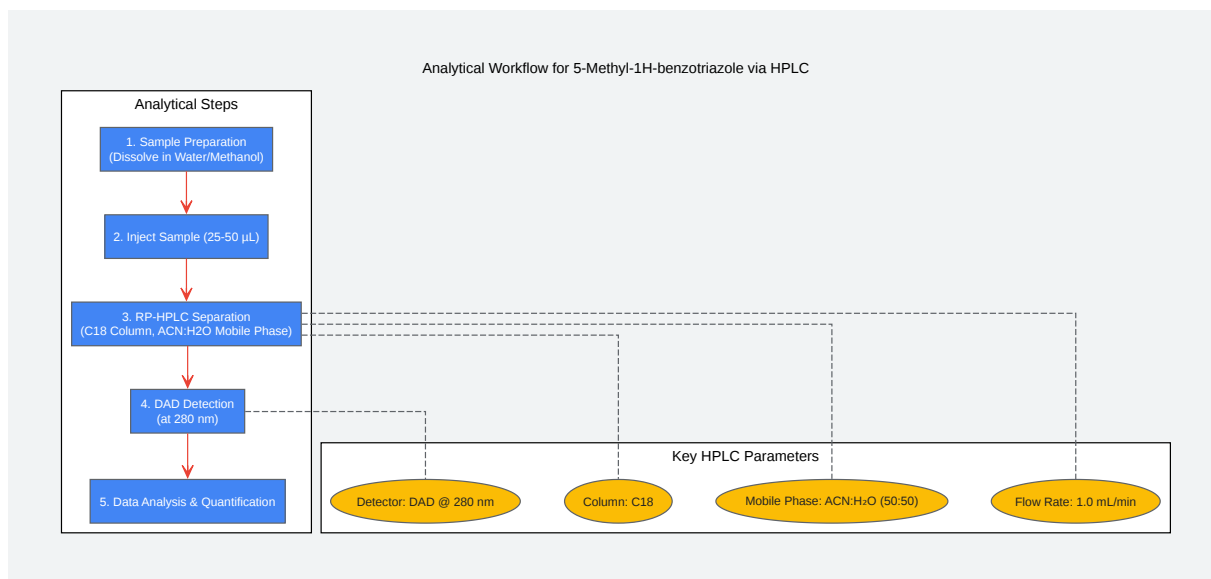 Analytical Workflow for 5-Methyl-1H-benzotriazole via HPLC
Analytical Steps
1. Sample Preparation
(Dissolve in Water/Methanol)
2. Inject Sample (25-50 µL)
3. RP-HPLC Separation
(C18 Column, ACN:H2O Mobile Phase)
4. DAD Detection
(at 280 nm)
5. Data Analysis & Quantification
Key HPLC Parameters
Detector: DAD @ 280 nm
Column: C18
Mobile Phase: ACN:H₂O (50:50)
Flow Rate: 1.0 mL/min